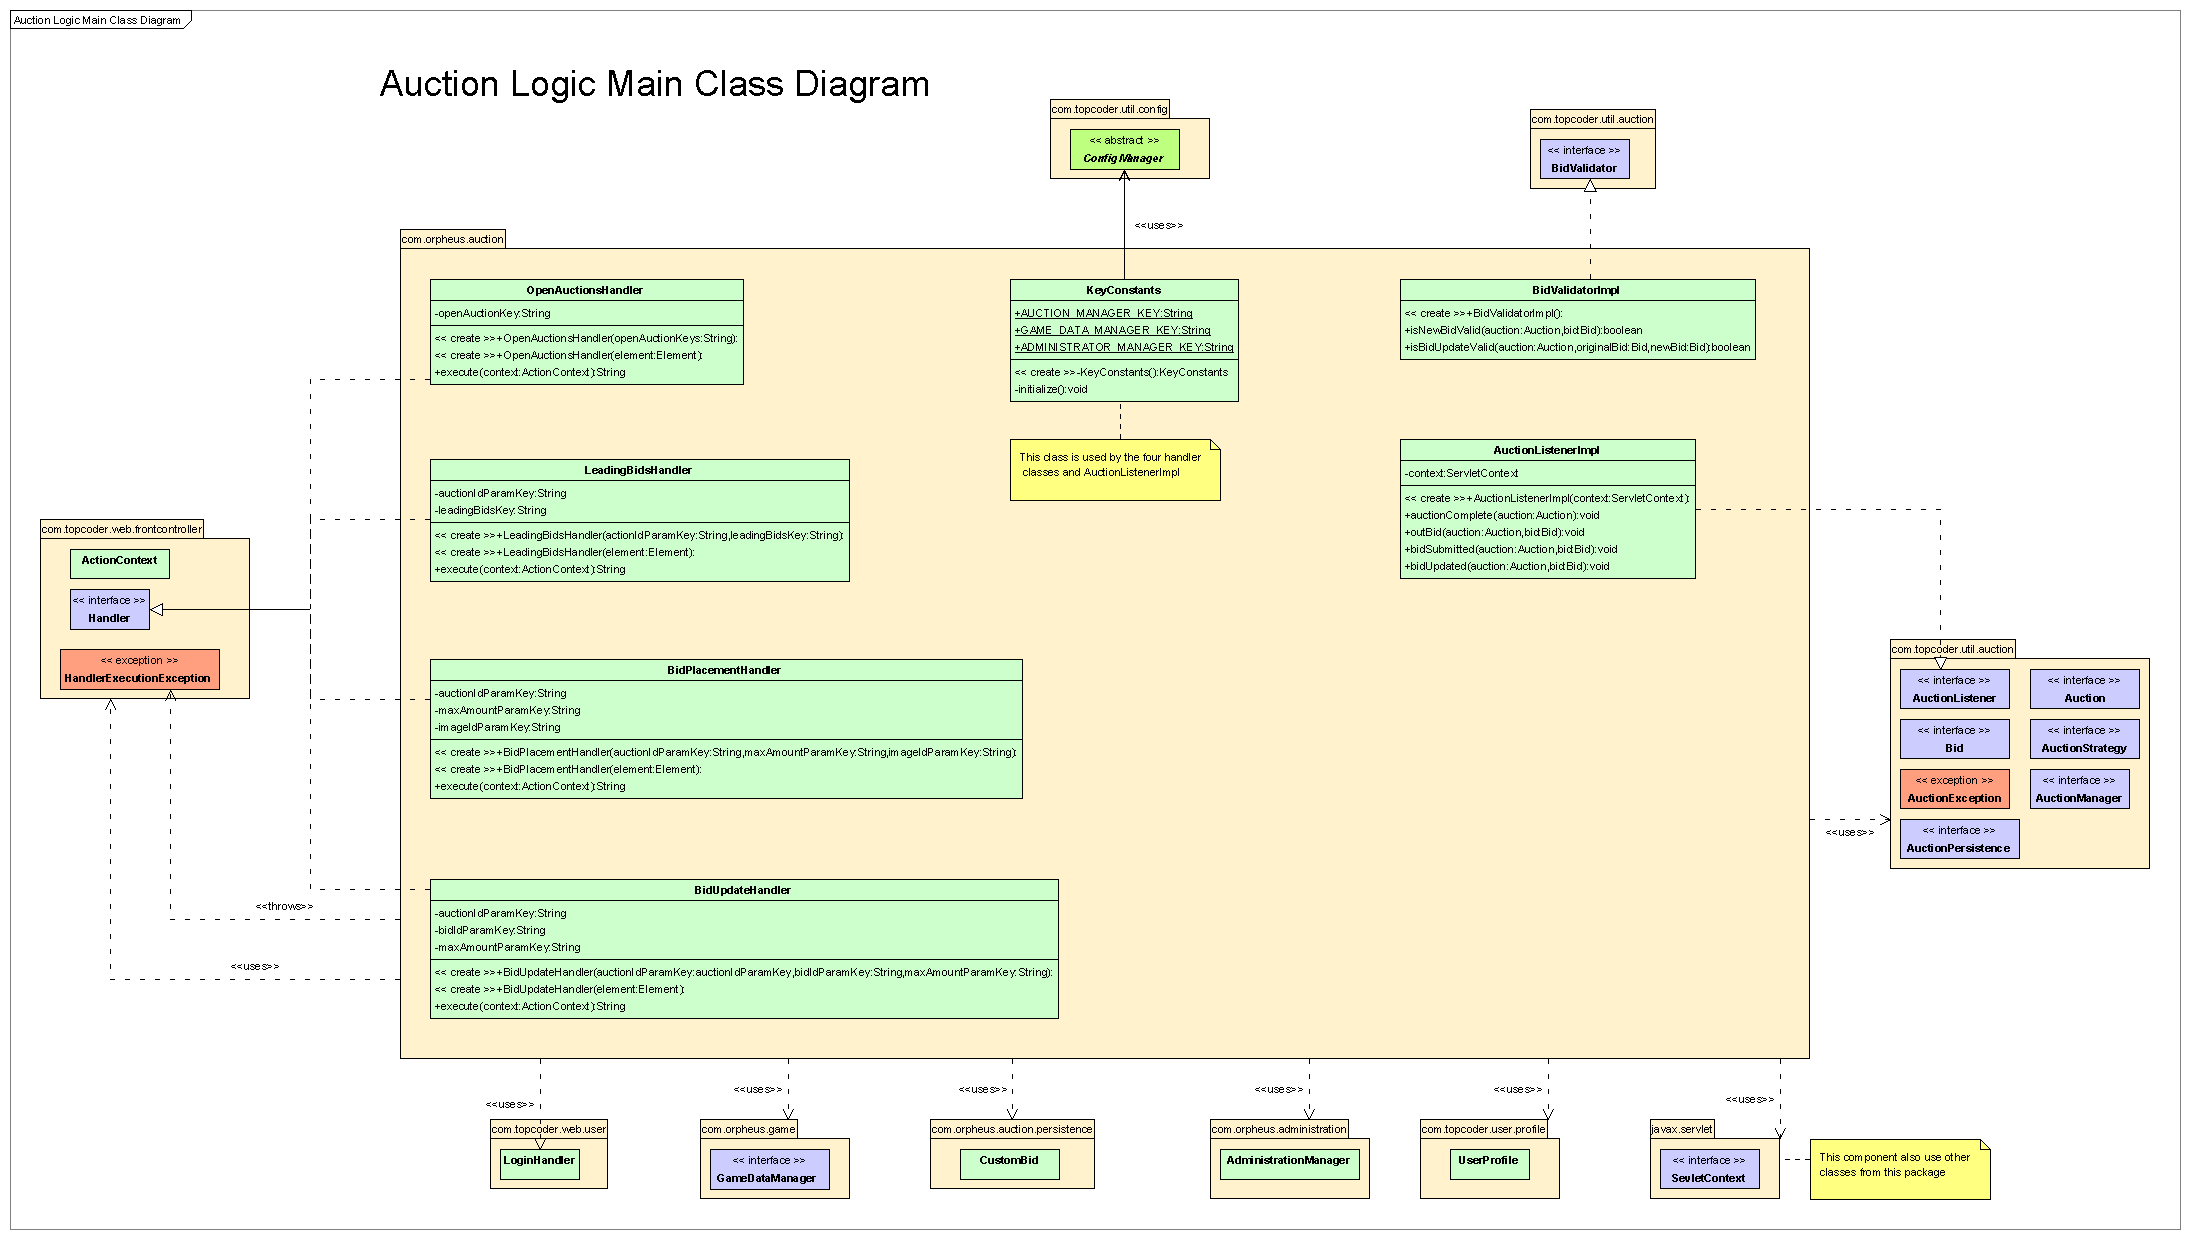 Auction Logic Main Class Diagram
Auction Logic Main Class Diagram
com.topcoder.util.config
<< abstract >>
ConfigManager
<<uses>>
com.topcoder.util.auction
<< interface >>
BidValidator
com.orpheus.auction
OpenAuctionsHandler
-openAuctionKey:String
<< create >>+OpenAuctionsHandler(openAuctionKeys:String):
<< create >>+OpenAuctionsHandler(element:Element):
+execute(context:ActionContext):String
KeyConstants
+AUCTION_MANAGER_KEY:String
+GAME_DATA_MANAGER_KEY:String
+ADMINISTRATOR_MANAGER_KEY:String
<< create >>-KeyConstants():KeyConstants
-initialize():void
This class is used by the four handler
classes and AuctionListenerImpl
BidValidatorImpl
<< create >>+BidValidatorImpl():
+isNewBidValid(auction:Auction,bid:Bid):boolean
+isBidUpdateValid(auction:Auction,originalBid:Bid,newBid:Bid):boolean
LeadingBidsHandler
-auctionIdParamKey:String
-leadingBidsKey:String
<< create >>+LeadingBidsHandler(actionIdParamKey:String,leadingBidsKey:String):
<< create >>+LeadingBidsHandler(element:Element):
+execute(context:ActionContext):String
AuctionListenerImpl
-context:ServletContext
<< create >>+AuctionListenerImpl(context:ServletContext):
+auctionComplete(auction:Auction):void
+outBid(auction:Auction,bid:Bid):void
+bidSubmitted(auction:Auction,bid:Bid):void
+bidUpdated(auction:Auction,bid:Bid):void
com.topcoder.web.frontcontroller
ActionContext
<< interface >>
Handler
<< exception >>
HandlerExecutionException
BidPlacementHandler
-auctionIdParamKey:String
-maxAmountParamKey:String
-imageIdParamKey:String
<< create >>+BidPlacementHandler(auctionIdParamKey:String,maxAmountParamKey:String,imageIdParamKey:String):
<< create >>+BidPlacementHandler(element:Element):
+execute(context:ActionContext):String
com.topcoder.util.auction
<< interface >>
AuctionListener
<< interface >>
Auction
<< interface >>
Bid
<< interface >>
AuctionStrategy
<< exception >>
AuctionException
<< interface >>
AuctionManager
<< interface >>
AuctionPersistence
<<uses>>
BidUpdateHandler
-auctionIdParamKey:String
-bidIdParamKey:String
-maxAmountParamKey:String
<< create >>+BidUpdateHandler(auctionIdParamKey:auctionIdParamKey,bidIdParamKey:String,maxAmountParamKey:String):
<< create >>+BidUpdateHandler(element:Element):
+execute(context:ActionContext):String
<<throws>>
<<uses>>
<<uses>>
com.topcoder.web.user
LoginHandler
<<uses>>
com.orpheus.game
<< interface >>
GameDataManager
<<uses>>
com.orpheus.auction.persistence
CustomBid
<<uses>>
com.orpheus.administration
AdministrationManager
<<uses>>
com.topcoder.user.profile
UserProfile
<<uses>>
javax.servlet
<< interface >>
SevletContext
This component also use other
classes from this package